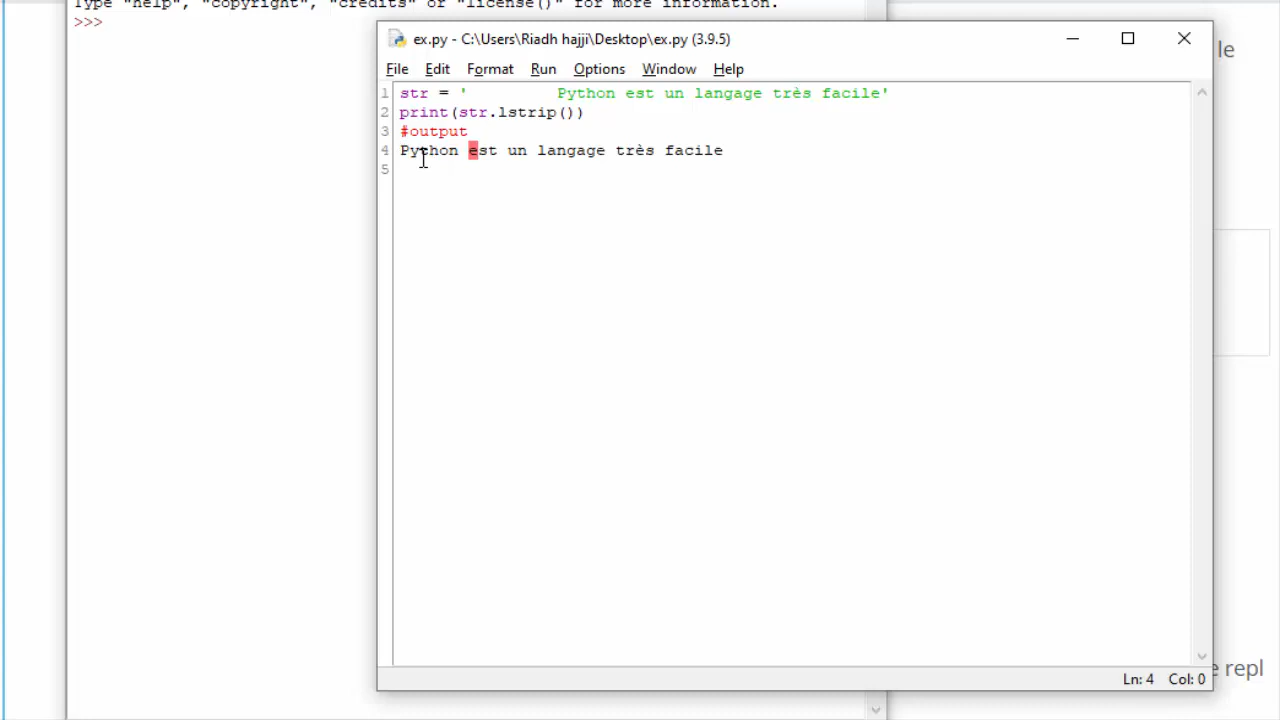 Type "help", "copyright", "credits" or "license()" for more information.
>>>
ex.py - C:\Users\Riadh hajji\Desktop\ex.py (3.9.5)
File Edit Format Run Options Window Help
1 str = '         Python est un langage très facile'
2 print(str.lstrip())
3 #output
4 Python est un langage très facile
5
le
repl
Ln: 4 Col: 0